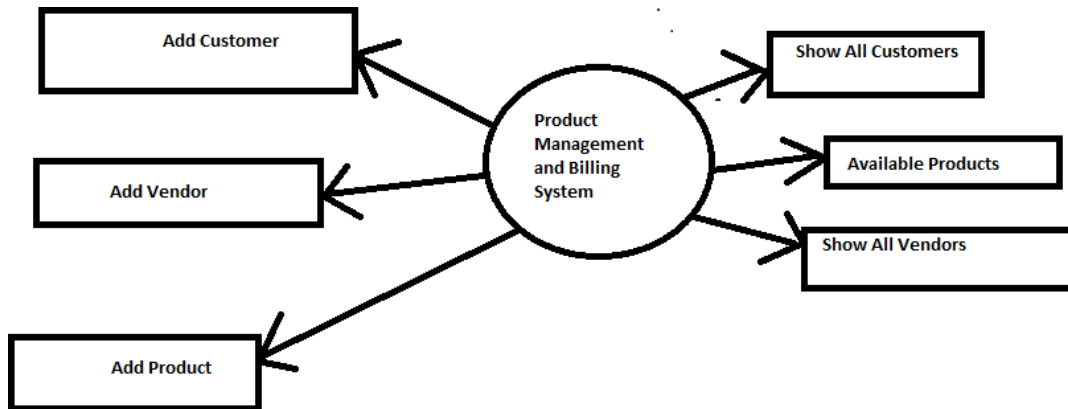 Add Customer
Show All Customers
Product
Management
and Billing
System
Available Products
Add Vendor
Show All Vendors
Add Product